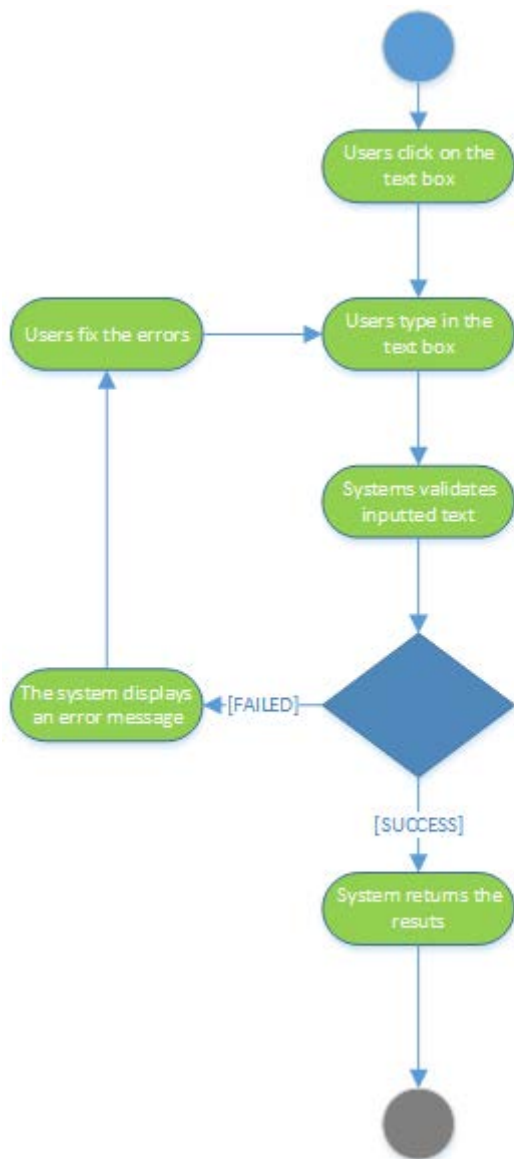 Users click on the
text box
Users fix the errors
Users type in the
text box
Systems validates
inputted text
The system displays
an error message
[FAILED]
[SUCCESS]
System returns the
resuts